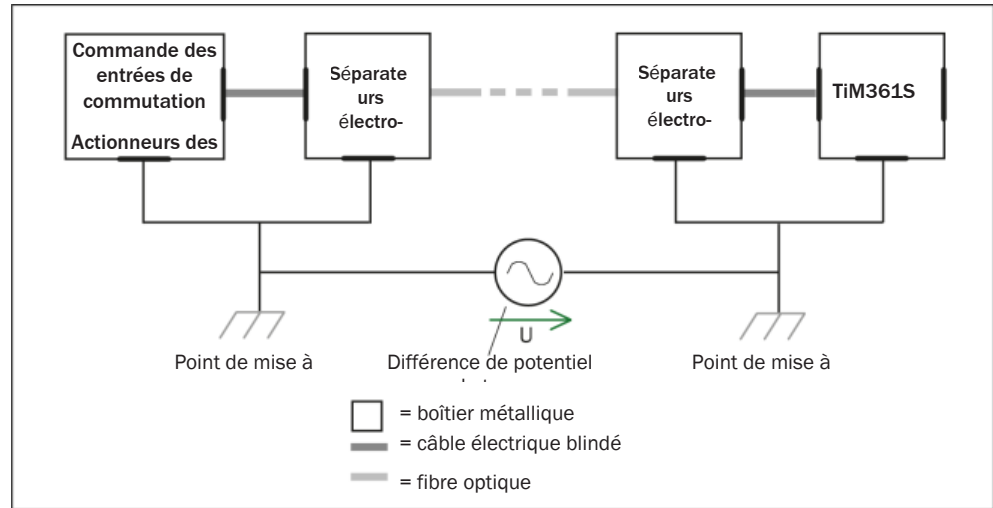 Commande des
entrées de
commutation
Actionneurs des
Séparate
urs
électro-
Séparate
urs
électro-
TiM361S
U
Point de mise à
Différence de potentiel
Point de mise à
= boîtier métallique
= câble électrique blindé
= fibre optique